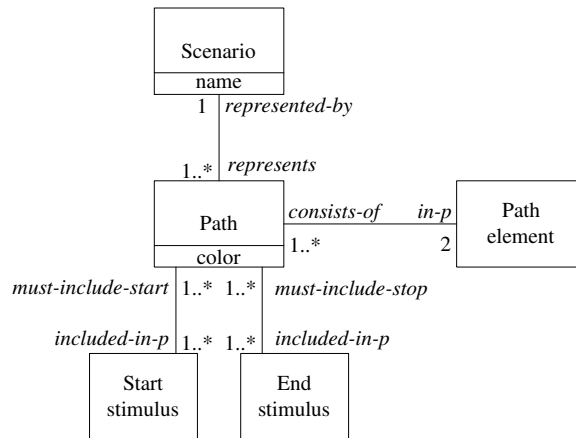 Scenario
name
1 represented-by
1..* represents
Path
color
consists-of in-p
1..* 2
Path
element
must-include-start 1..* 1..* must-include-stop
included-in-p 1..* 1..* included-in-p
Start
stimulus
End
stimulus